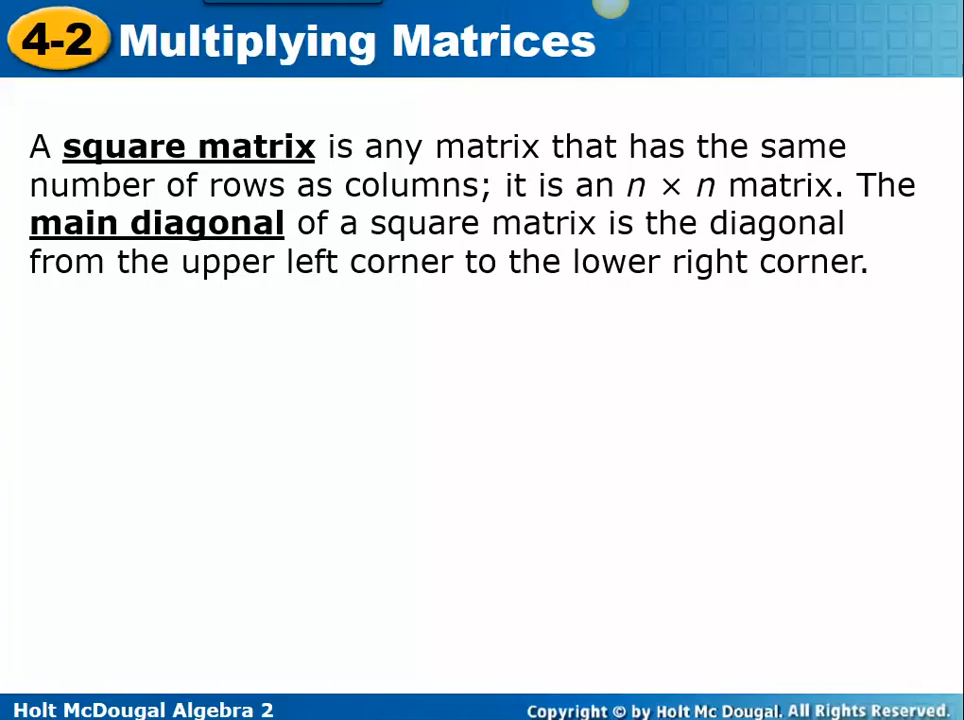 4-2 Multiplying Matrices
A square matrix is any matrix that has the same
number of rows as columns; it is an n × n matrix. The
main diagonal of a square matrix is the diagonal
from the upper left corner to the lower right corner.
Holt McDougal Algebra 2
Copyright © by Holt Mc Dougal. All Rights Reserved.